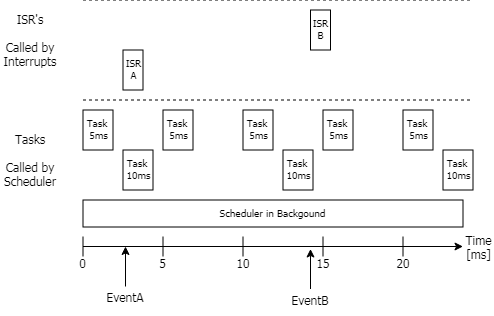 ISR's
Called by
Interrupts
ISR
A
ISR
B
Tasks
Called by
Scheduler
Task
5ms
Task
5ms
Task
5ms
Task
5ms
Task
5ms
Task
10ms
Task
10ms
Task
10ms
Scheduler in Backgound
0
5
10
15
20
Time
[ms]
EventA
EventB